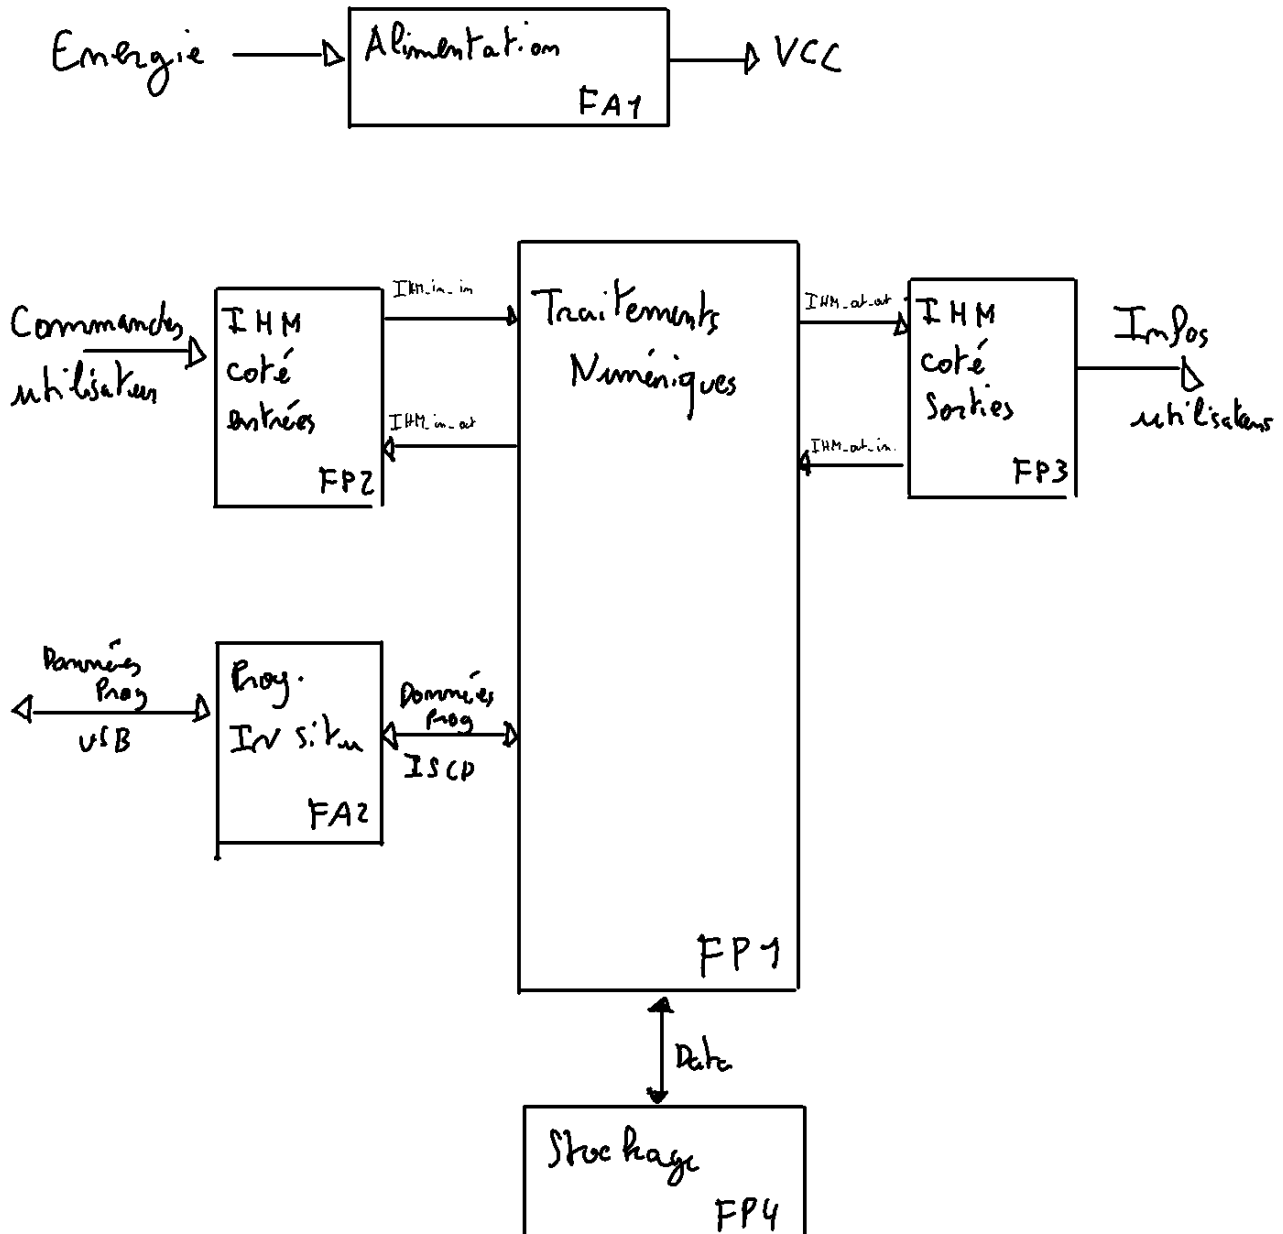 Energie
Alimentation
VCC
FA1
Commandes
utilisateur
IHM
coté
entrées
FP2
IHM_in_in
IHM_in_out
Traitements
Numériques
FP1
IHM_out_out
IHM_out_in
IHM
coté
Sorties
FP3
Infos
utilisateurs
Données
Prog
USB
Prog.
In situ
FA2
Données
Prog
ISCP
Data
Stockage
FP4